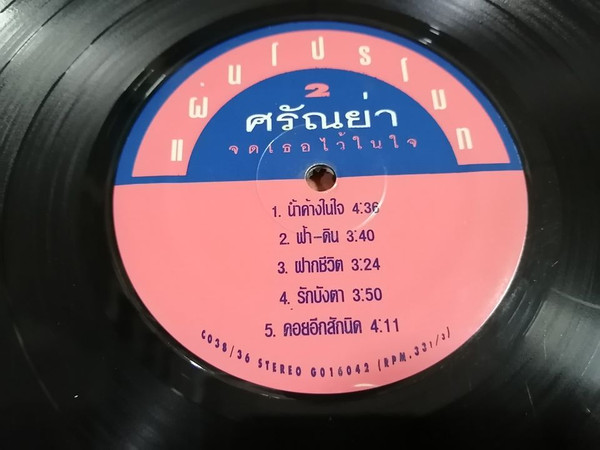 แผ่นโปรโมท
2
ศรัณย่า
จดเธอไว้ในใจ
1. น้ำค้างในใจ 4:36
2. ฟ้า-ดิน 3:40
3. ฝากชีวิต 3:24
4. รักบังตา 3:50
5. คอยอีกสักนิด 4:11
CO38/36 STEREO GO16042 (RPM.33 1/3)